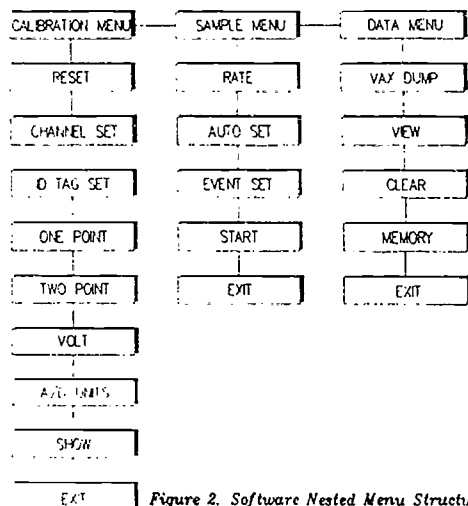 CALIBRATION MENU
RESET
CHANNEL SET
ID TAG SET
ONE POINT
TWO POINT
VOLT
A/D UNITS
SHOW
EXIT
SAMPLE MENU
RATE
AUTO SET
EVENT SET
START
EXIT
DATA MENU
VAX DUMP
VIEW
CLEAR
MEMORY
EXIT
Figure 2. Software Nested Menu